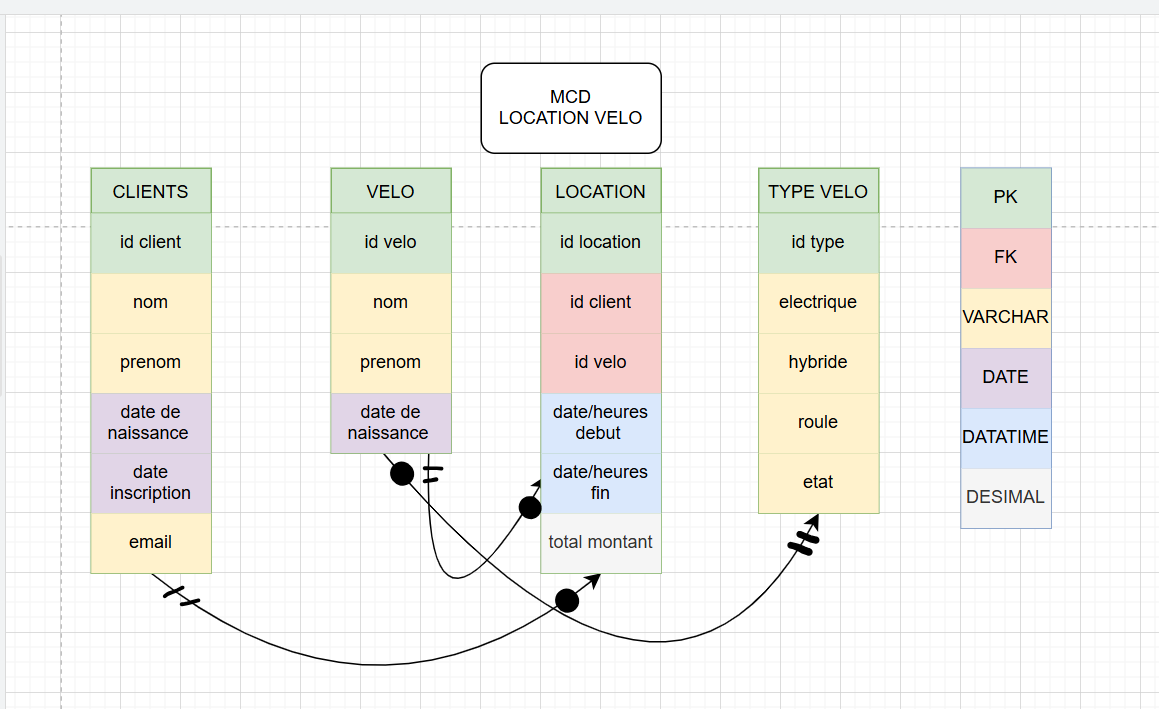 MCD
LOCATION VELO
CLIENTS
id client
nom
prenom
date de
naissance
date
inscription
email
VELO
id velo
nom
prenom
date de
naissance
LOCATION
id location
id client
id velo
date/heures
debut
date/heures
fin
total montant
TYPE VELO
id type
electrique
hybride
roule
etat
PK
FK
VARCHAR
DATE
DATATIME
DESIMAL